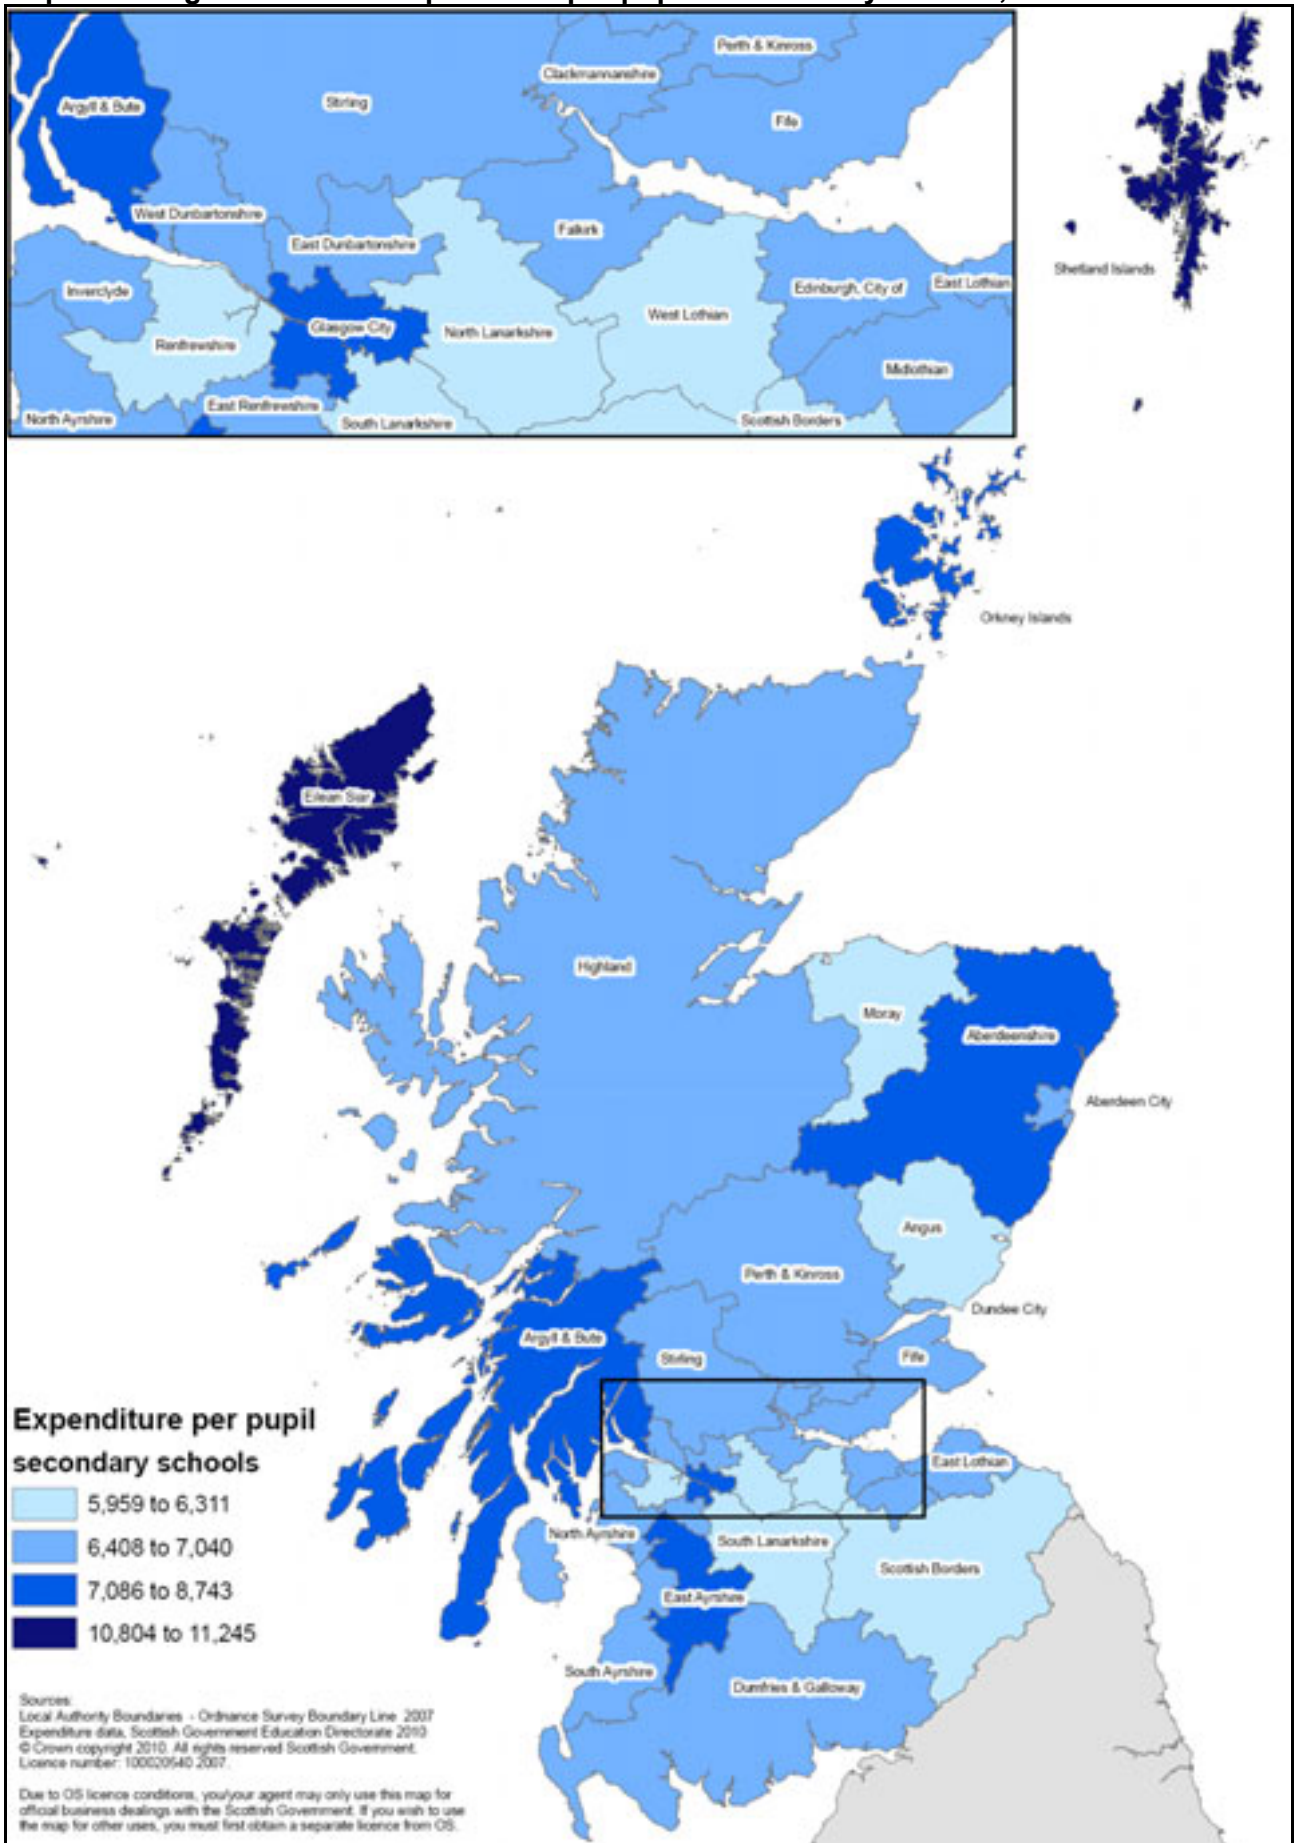 Perth & Kinross
Clackmannanshire
Argyll & Bute
Stirling
Fife
West Dunbartonshire
East Dunbartonshire
Falkirk
Inverclyde
Edinburgh, City of
East Lothian
Glasgow City
North Lanarkshire
West Lothian
Renfrewshire
Midlothian
East Renfrewshire
North Ayrshire
South Lanarkshire
Scottish Borders
Shetland Islands
Orkney Islands
Eilean Siar
Highland
Moray
Aberdeenshire
Aberdeen City
Angus
Perth & Kinross
Dundee City
Argyll & Bute
Stirling
Fife
East Lothian
North Ayrshire
South Lanarkshire
Scottish Borders
East Ayrshire
South Ayrshire
Dumfries & Galloway
Expenditure per pupil
secondary schools
5,959 to 6,311
6,408 to 7,040
7,086 to 8,743
10,804 to 11,245
Sources:
Local Authority Boundaries - Ordnance Survey Boundary Line 2007
Expenditure data, Scottish Government Education Directorate 2010
© Crown copyright 2010. All rights reserved Scottish Government.
Licence number: 100020540 2007.
Due to OS licence conditions, you/your agent may only use this map for
official business dealings with the Scottish Government. If you wish to use
the map for other uses, you must first obtain a separate licence from OS.